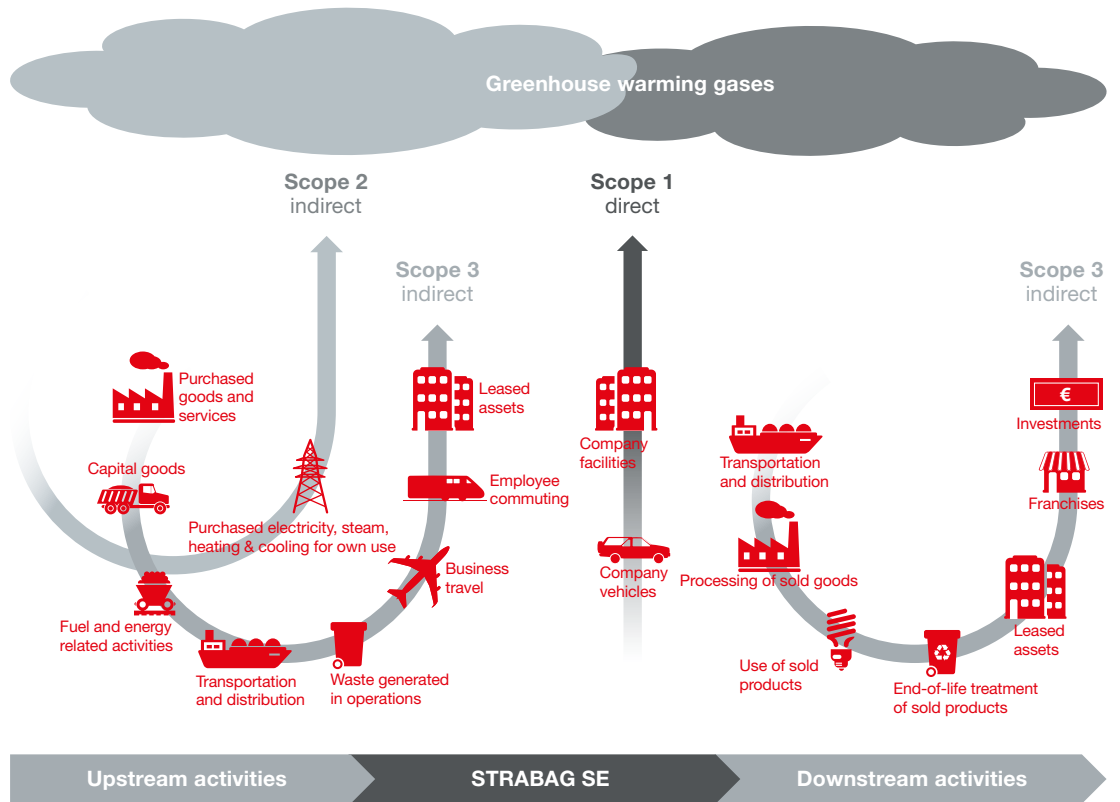 Greenhouse warming gases
Scope 2
indirect
Scope 1
direct
Scope 3
indirect
Scope 3
indirect
Purchased
goods and
services
Capital goods
Fuel and energy
related activities
Transportation
and distribution
Waste generated
in operations
Business
travel
Employee
commuting
Leased
assets
Purchased electricity, steam,
heating & cooling for own use
Company
facilities
Company
vehicles
Transportation
and distribution
Processing of sold goods
Use of sold
products
End-of-life treatment
of sold products
Leased
assets
Franchises
€
Investments
Upstream activities
STRABAG SE
Downstream activities